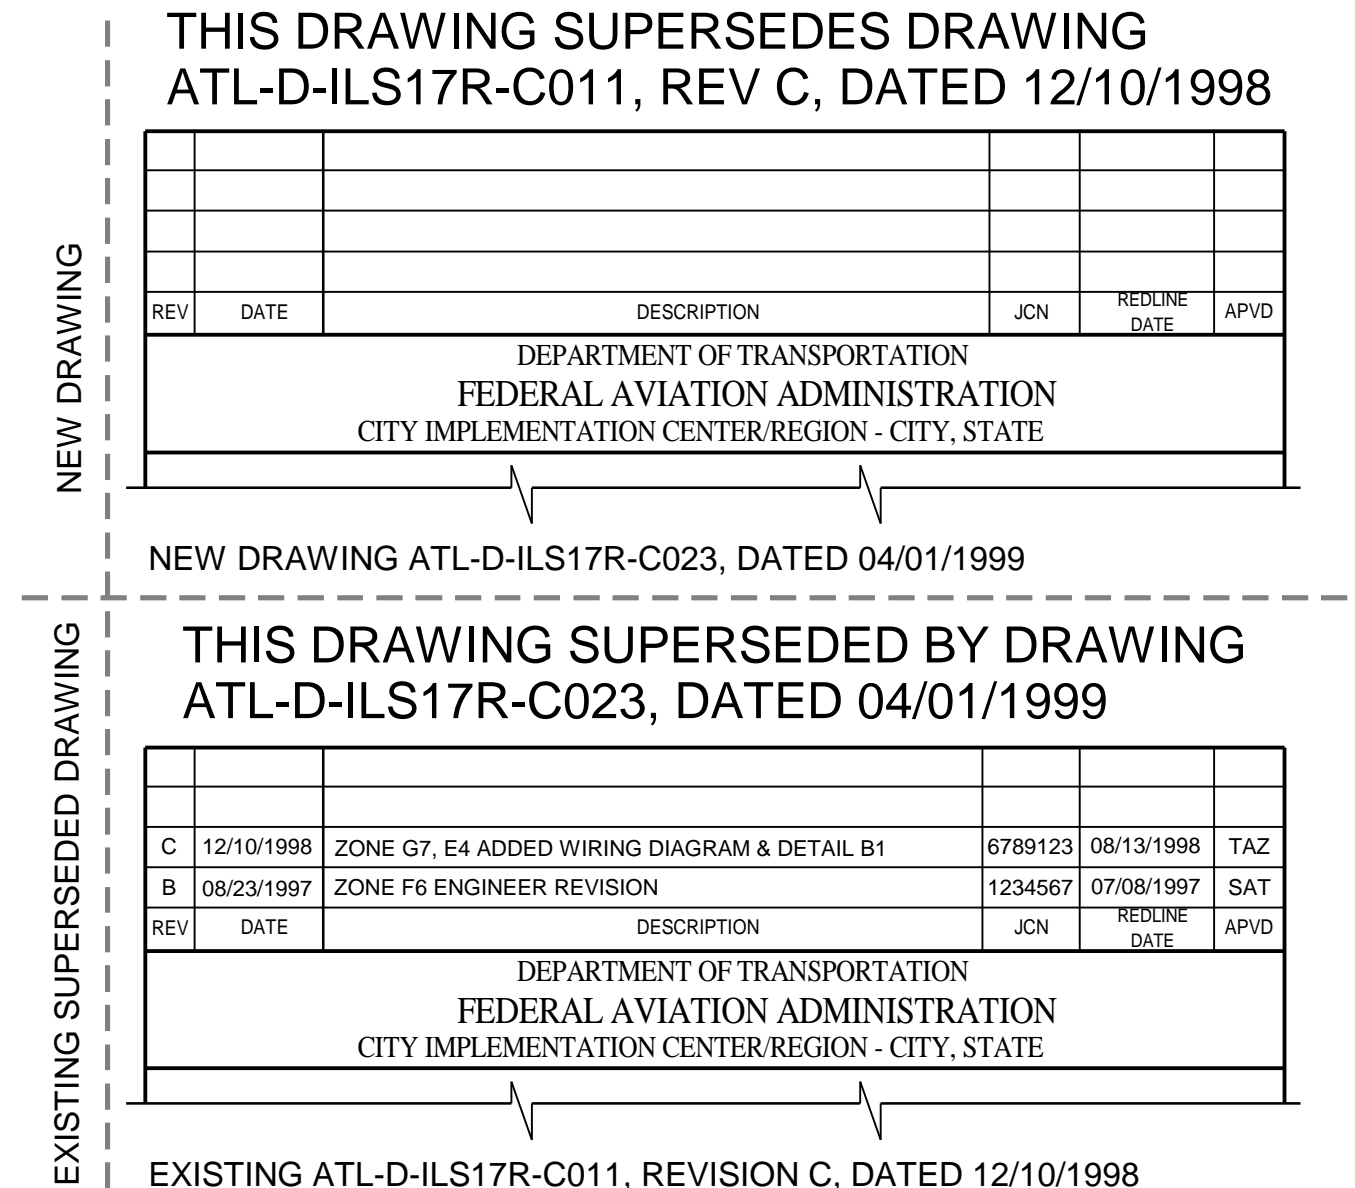 THIS DRAWING SUPERSEDES DRAWING
ATL-D-ILS17R-C011, REV C, DATED 12/10/1998
NEW DRAWING
REV DATE DESCRIPTION JCN REDLINE DATE APVD
DEPARTMENT OF TRANSPORTATION
FEDERAL AVIATION ADMINISTRATION
CITY IMPLEMENTATION CENTER/REGION - CITY, STATE
NEW DRAWING ATL-D-ILS17R-C023, DATED 04/01/1999
EXISTING SUPERSEDED DRAWING
THIS DRAWING SUPERSEDED BY DRAWING
ATL-D-ILS17R-C023, DATED 04/01/1999
C 12/10/1998 ZONE G7, E4 ADDED WIRING DIAGRAM & DETAIL B1 6789123 08/13/1998 TAZ
B 08/23/1997 ZONE F6 ENGINEER REVISION 1234567 07/08/1997 SAT
REV DATE DESCRIPTION JCN REDLINE DATE APVD
DEPARTMENT OF TRANSPORTATION
FEDERAL AVIATION ADMINISTRATION
CITY IMPLEMENTATION CENTER/REGION - CITY, STATE
EXISTING ATL-D-ILS17R-C011, REVISION C, DATED 12/10/1998